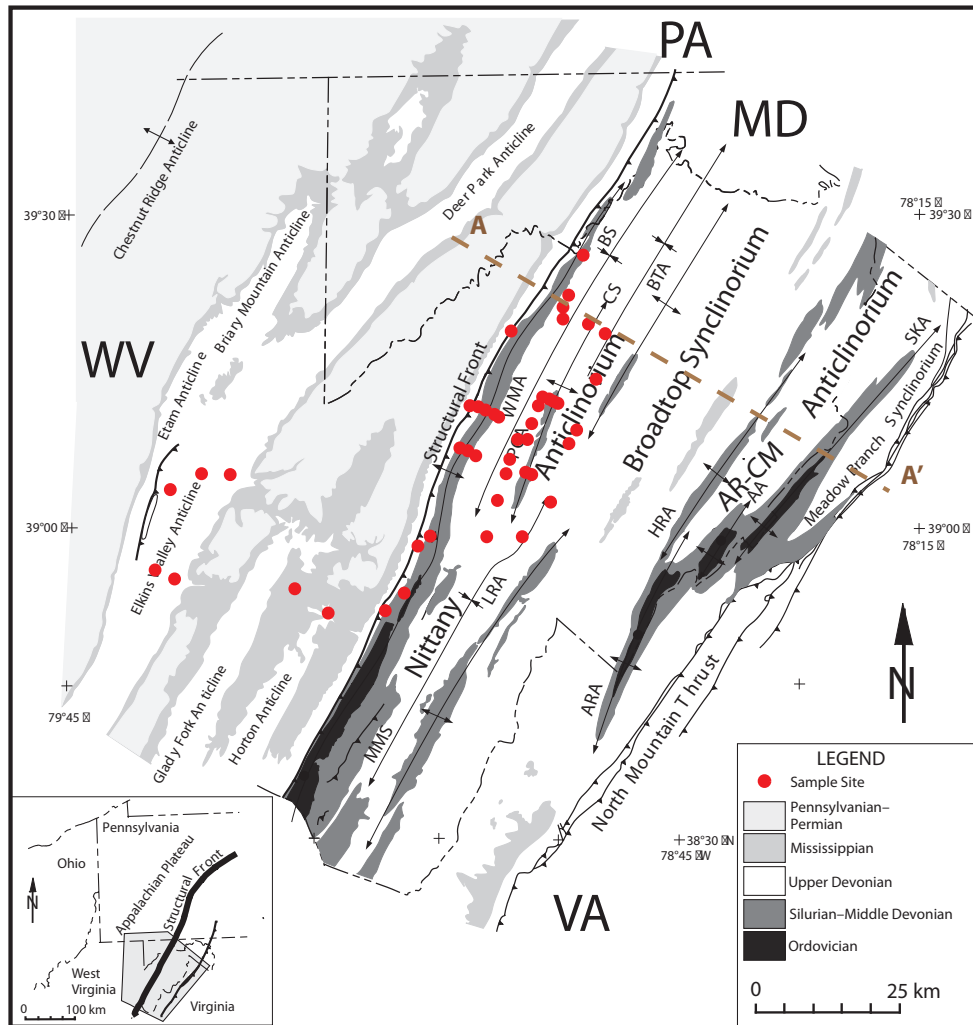 PA
MD
WV
VA
Chestnut Ridge Anticline
Deer Park Anticline
Briary Mountain Anticline
Etam Anticline
Elkins Valley Anticline
Glady Fork Anticline
Horton Anticline
Structural Front
A
A'
BS
BTA
CS
WMA
Anticlinorium
Nittany
Broadtop Synclinorium
Anticlinorium
AR-CM
AA
HRA
SKA
Meadow Branch Synclinorium
LRA
MMS
ARA
North Mountain Thrust
39°30
78°15
39°30
39°00
39°00
78°15
79°45
38°30 N
78°45 W
N
LEGEND
Sample Site
Pennsylvanian–
Permian
Mississippian
Upper Devonian
Silurian–Middle Devonian
Ordovician
0 25 km
Pennsylvania
Ohio
Appalachian Plateau
Structural Front
N
West
Virginia
Virginia
0 100 km